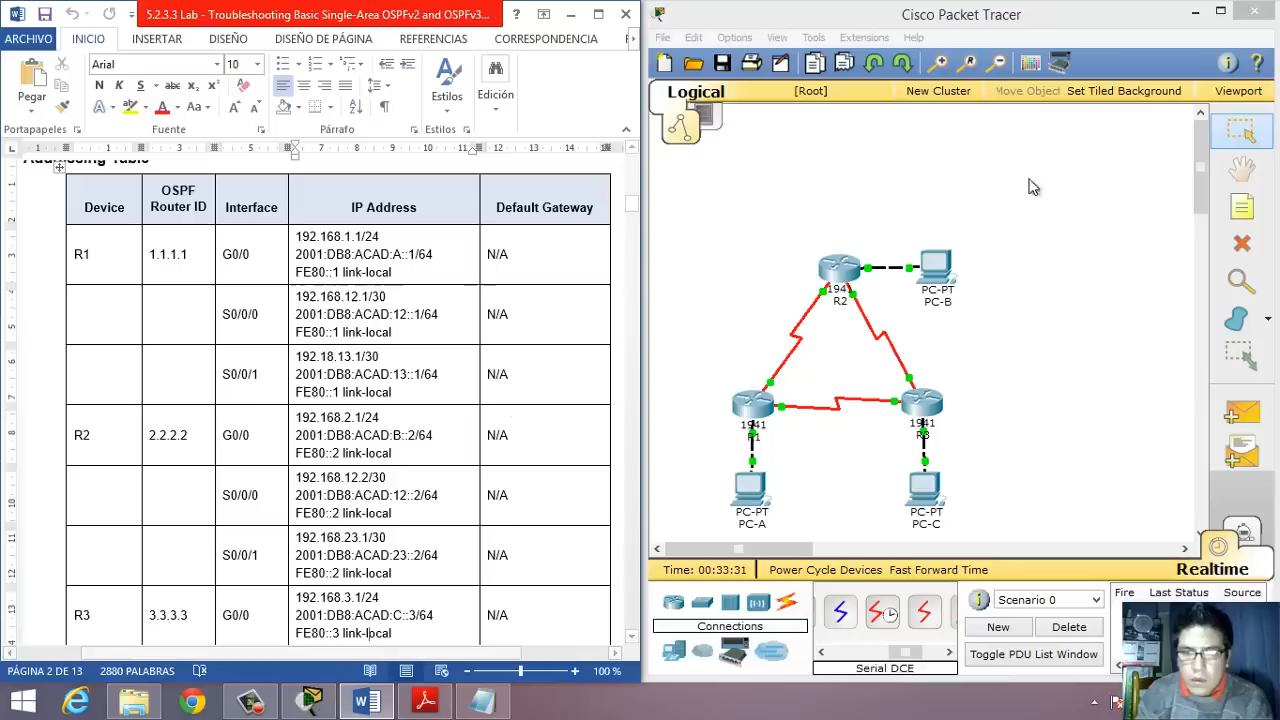 5.2.3.3 Lab - Troubleshooting Basic Single-Area OSPFv2 and OSPFv3...
ARCHIVO INICIO INSERTAR DISEÑO DISEÑO DE PÁGINA REFERENCIAS CORRESPONDENCIA
Arial 10
Pegar
N K S abc x₂ x²
Estilos
Edición
Portapapeles Fuente Párrafo Estilos
Addressing Table
Device OSPF Router ID Interface IP Address Default Gateway
R1 1.1.1.1 G0/0 192.168.1.1/24 N/A
2001:DB8:ACAD:A::1/64
FE80::1 link-local
S0/0/0 192.168.12.1/30 N/A
2001:DB8:ACAD:12::1/64
FE80::1 link-local
S0/0/1 192.18.13.1/30 N/A
2001:DB8:ACAD:13::1/64
FE80::1 link-local
R2 2.2.2.2 G0/0 192.168.2.1/24 N/A
2001:DB8:ACAD:B::2/64
FE80::2 link-local
S0/0/0 192.168.12.2/30 N/A
2001:DB8:ACAD:12::2/64
FE80::2 link-local
S0/0/1 192.168.23.1/30 N/A
2001:DB8:ACAD:23::2/64
FE80::2 link-local
R3 3.3.3.3 G0/0 192.168.3.1/24 N/A
2001:DB8:ACAD:C::3/64
FE80::3 link-local
PÁGINA 2 DE 13 2880 PALABRAS 100 %
Cisco Packet Tracer
File Edit Options View Tools Extensions Help
Logical [Root] New Cluster Move Object Set Tiled Background Viewport
1941
R2
PC-PT
PC-B
1941
R1
1941
R3
PC-PT
PC-A
PC-PT
PC-C
Realtime
Time: 00:33:31 Power Cycle Devices Fast Forward Time
Connections
Serial DCE
Scenario 0
New Delete
Toggle PDU List Window
Fire Last Status Source